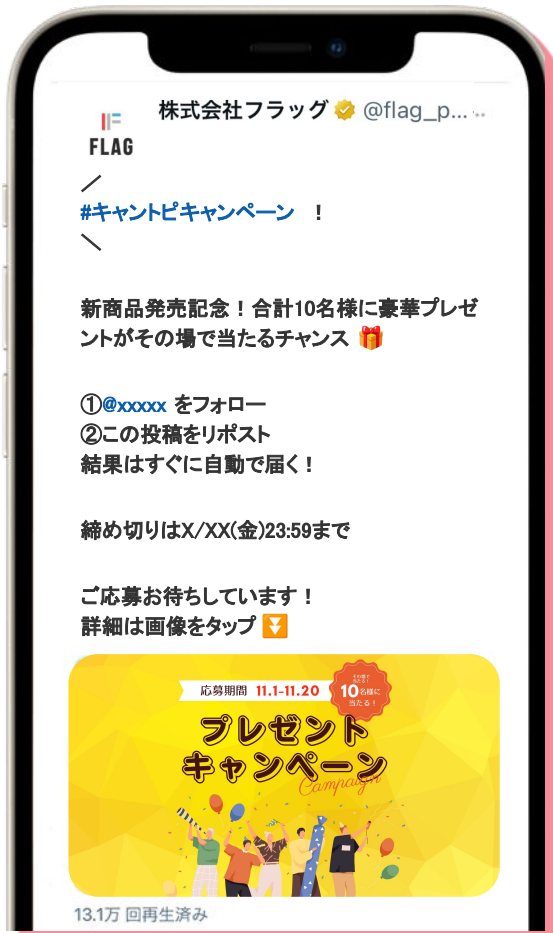 株式会社フラッグ @flag_p... ...
FLAG
／
#キャントピキャンペーン ！
＼
新商品発売記念！合計10名様に豪華プレゼ
ントがその場で当たるチャンス 🎁
①@xxxxx をフォロー
②この投稿をリポスト
結果はすぐに自動で届く！
締め切りはX/XX(金)23:59まで
ご応募お待ちしています！
詳細は画像をタップ ⏬
その場で
当たる！
応募期間 11.1-11.20
10名様に
当たる！
プレゼント
キャンペーン
Campaign
13.1万 回再生済み